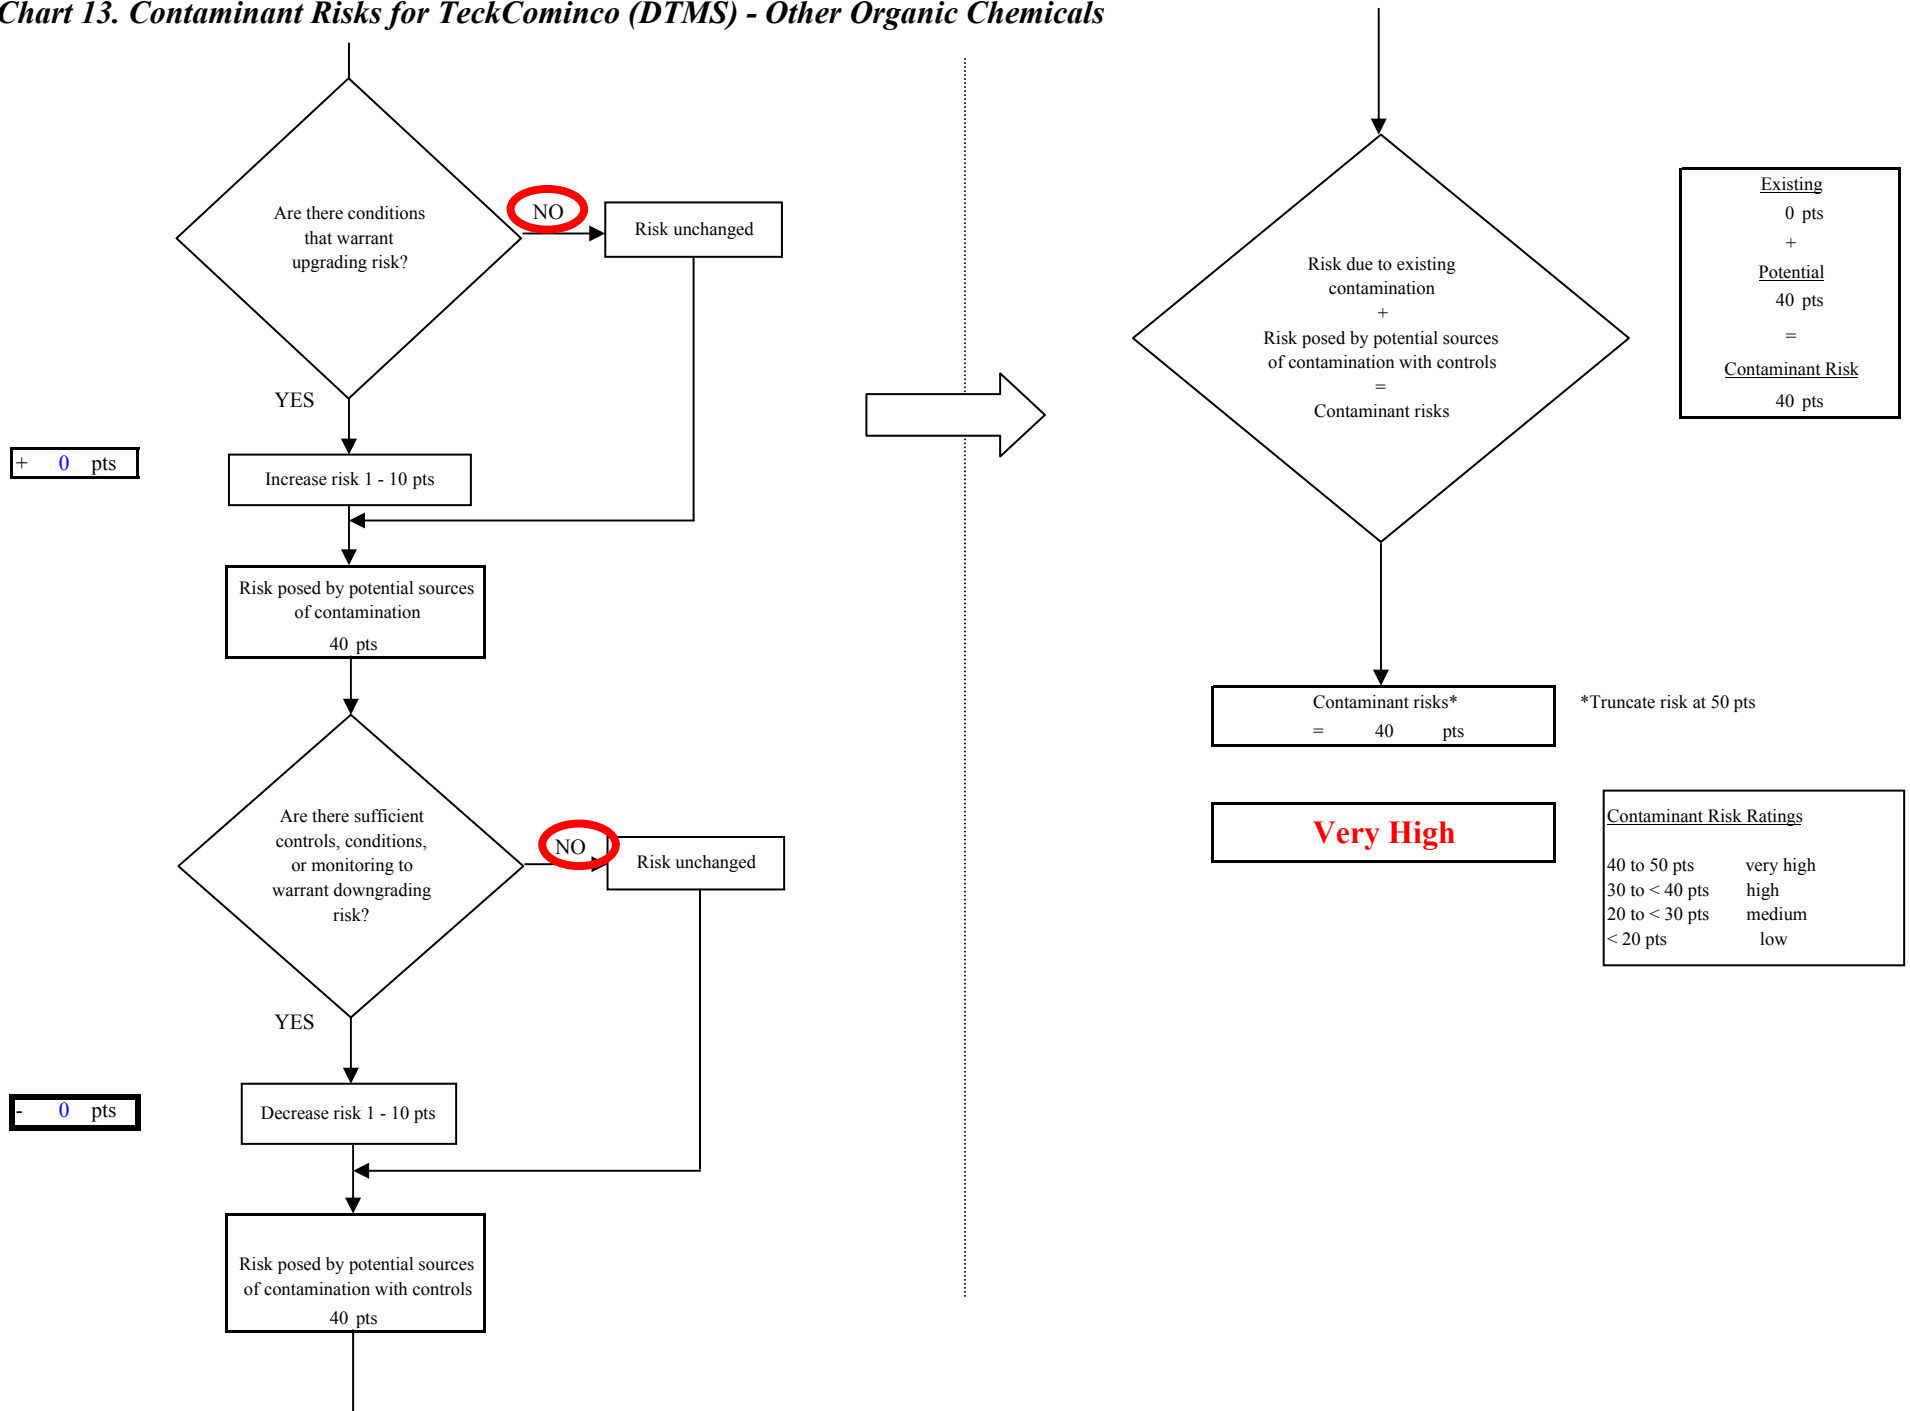 Chart 13. Contaminant Risks for TeckCominco (DTMS) - Other Organic Chemicals
Are there conditions
that warrant
upgrading risk?
NO
Risk unchanged
YES
+ 0 pts
Increase risk 1 - 10 pts
Risk posed by potential sources
of contamination
40 pts
Are there sufficient
controls, conditions,
or monitoring to
warrant downgrading
risk?
NO
Risk unchanged
YES
- 0 pts
Decrease risk 1 - 10 pts
Risk posed by potential sources
of contamination with controls
40 pts
Risk due to existing
contamination
+
Risk posed by potential sources
of contamination with controls
=
Contaminant risks
Existing
0 pts
+
Potential
40 pts
=
Contaminant Risk
40 pts
Contaminant risks*
= 40 pts
*Truncate risk at 50 pts
Very High
Contaminant Risk Ratings
40 to 50 pts very high
30 to < 40 pts high
20 to < 30 pts medium
< 20 pts low